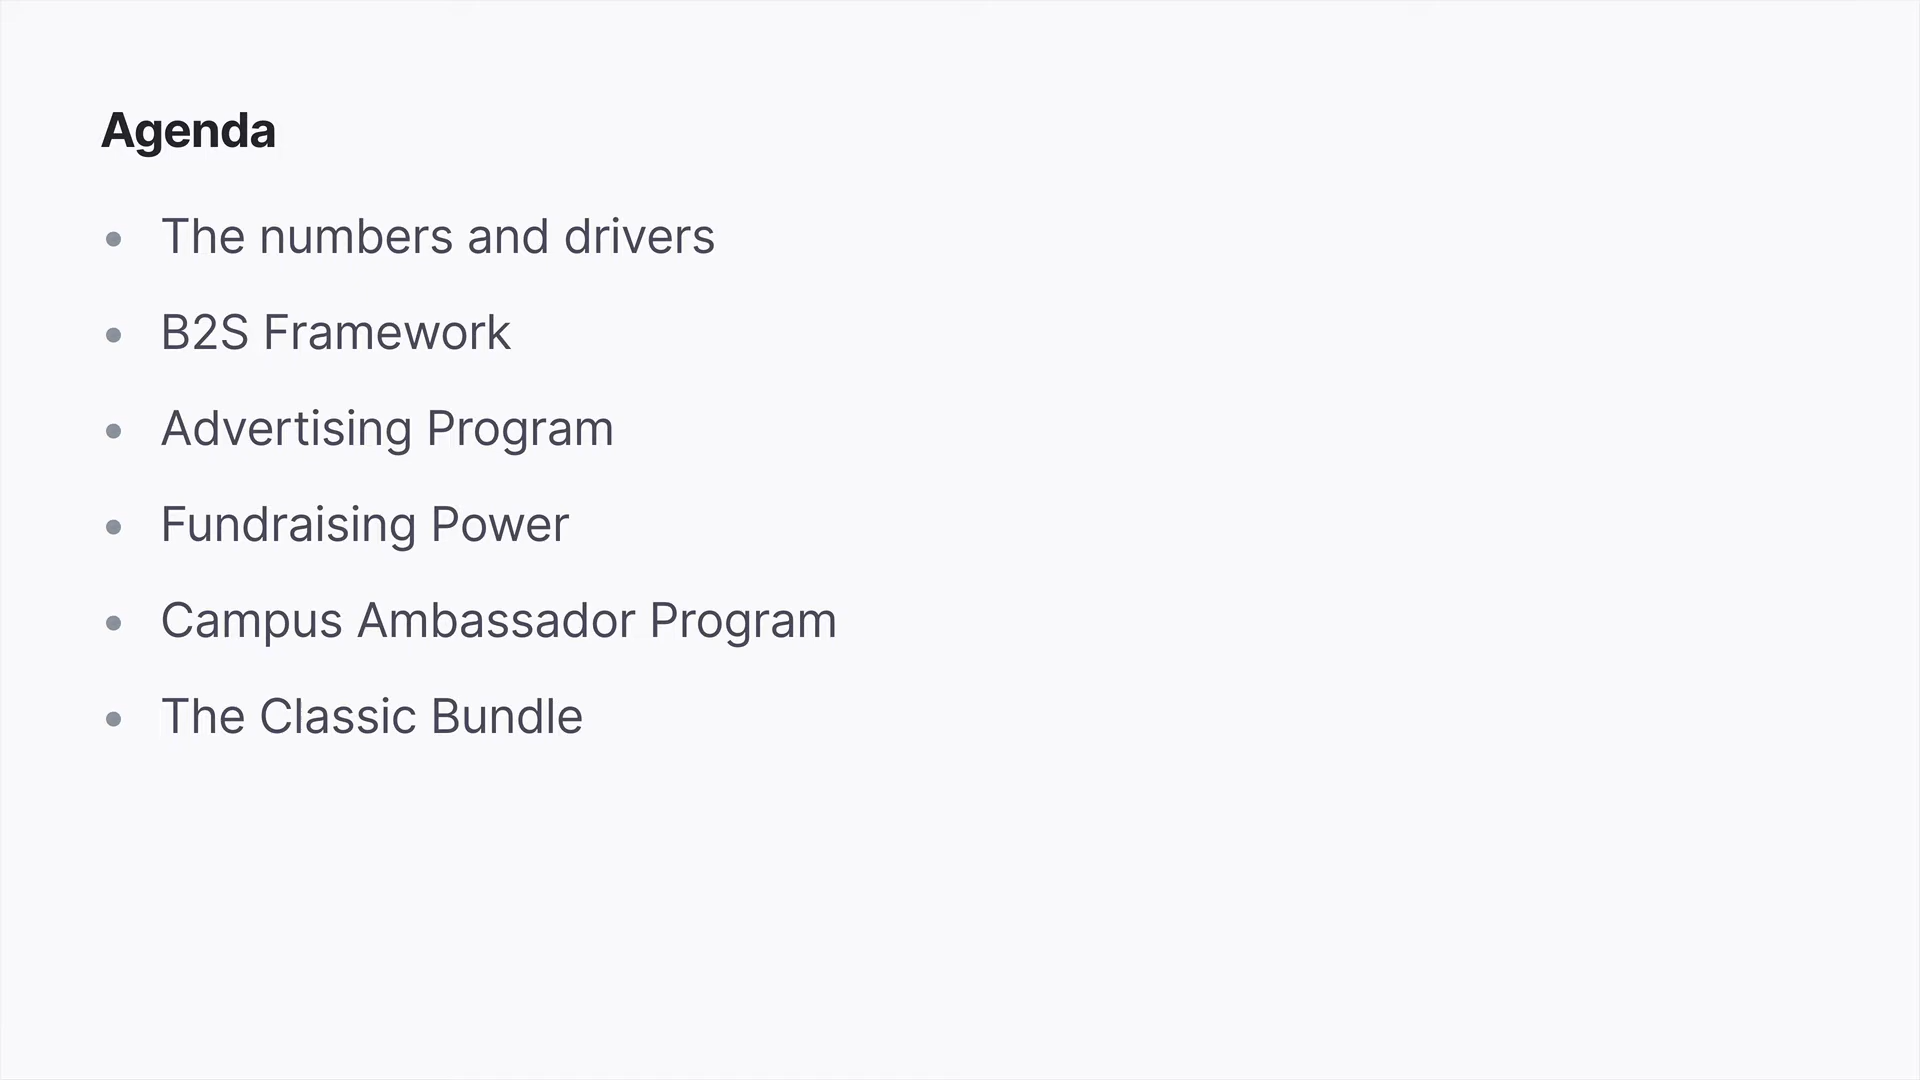 Agenda
• The numbers and drivers
• B2S Framework
• Advertising Program
• Fundraising Power
• Campus Ambassador Program
• The Classic Bundle